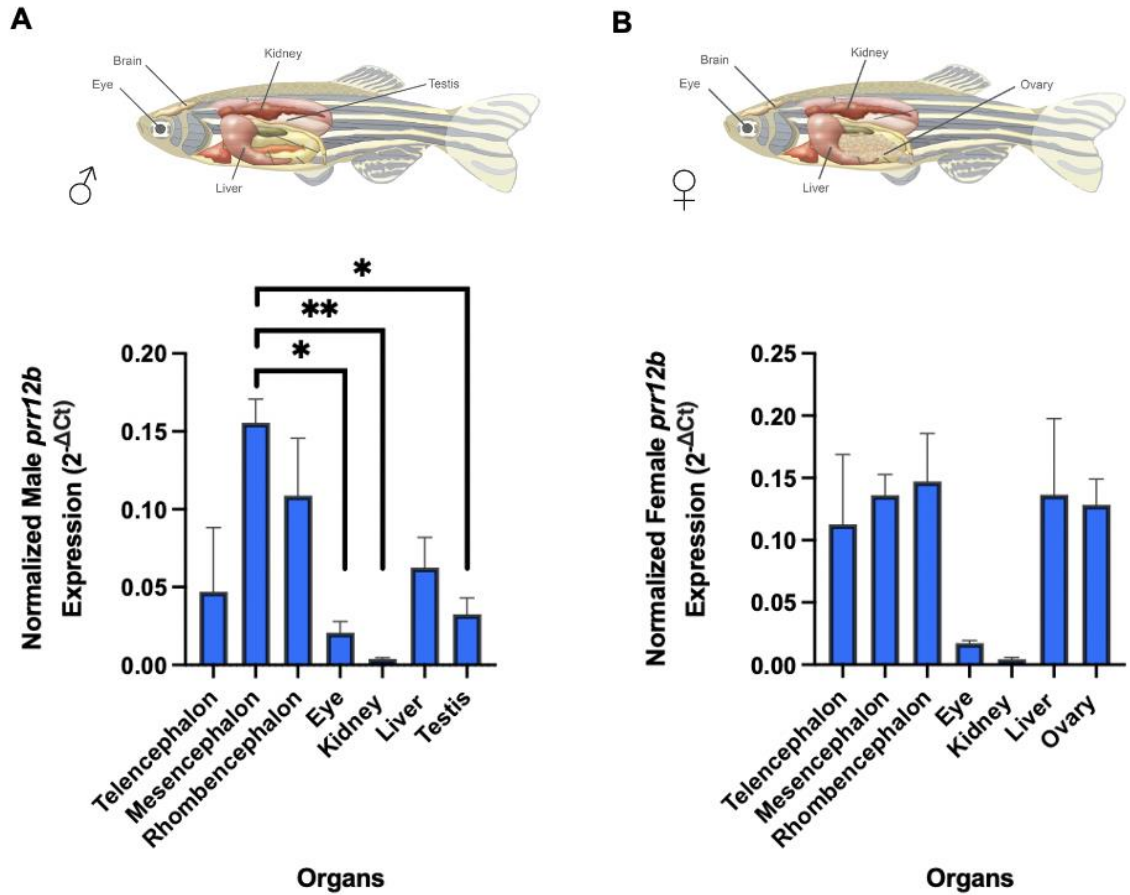 A
Brain
Eye
Kidney
Testis
Liver
♂
B
Brain
Eye
Kidney
Ovary
Liver
♀
*
**
*
Normalized Male prr12b
Expression (2-ΔCt)
0.20
0.15
0.10
0.05
0.00
Telencephalon
Mesencephalon
Rhombencephalon
Eye
Kidney
Liver
Testis
Organs
Normalized Female prr12b
Expression (2-ΔCt)
0.25
0.20
0.15
0.10
0.05
0.00
Telencephalon
Mesencephalon
Rhombencephalon
Eye
Kidney
Liver
Ovary
Organs